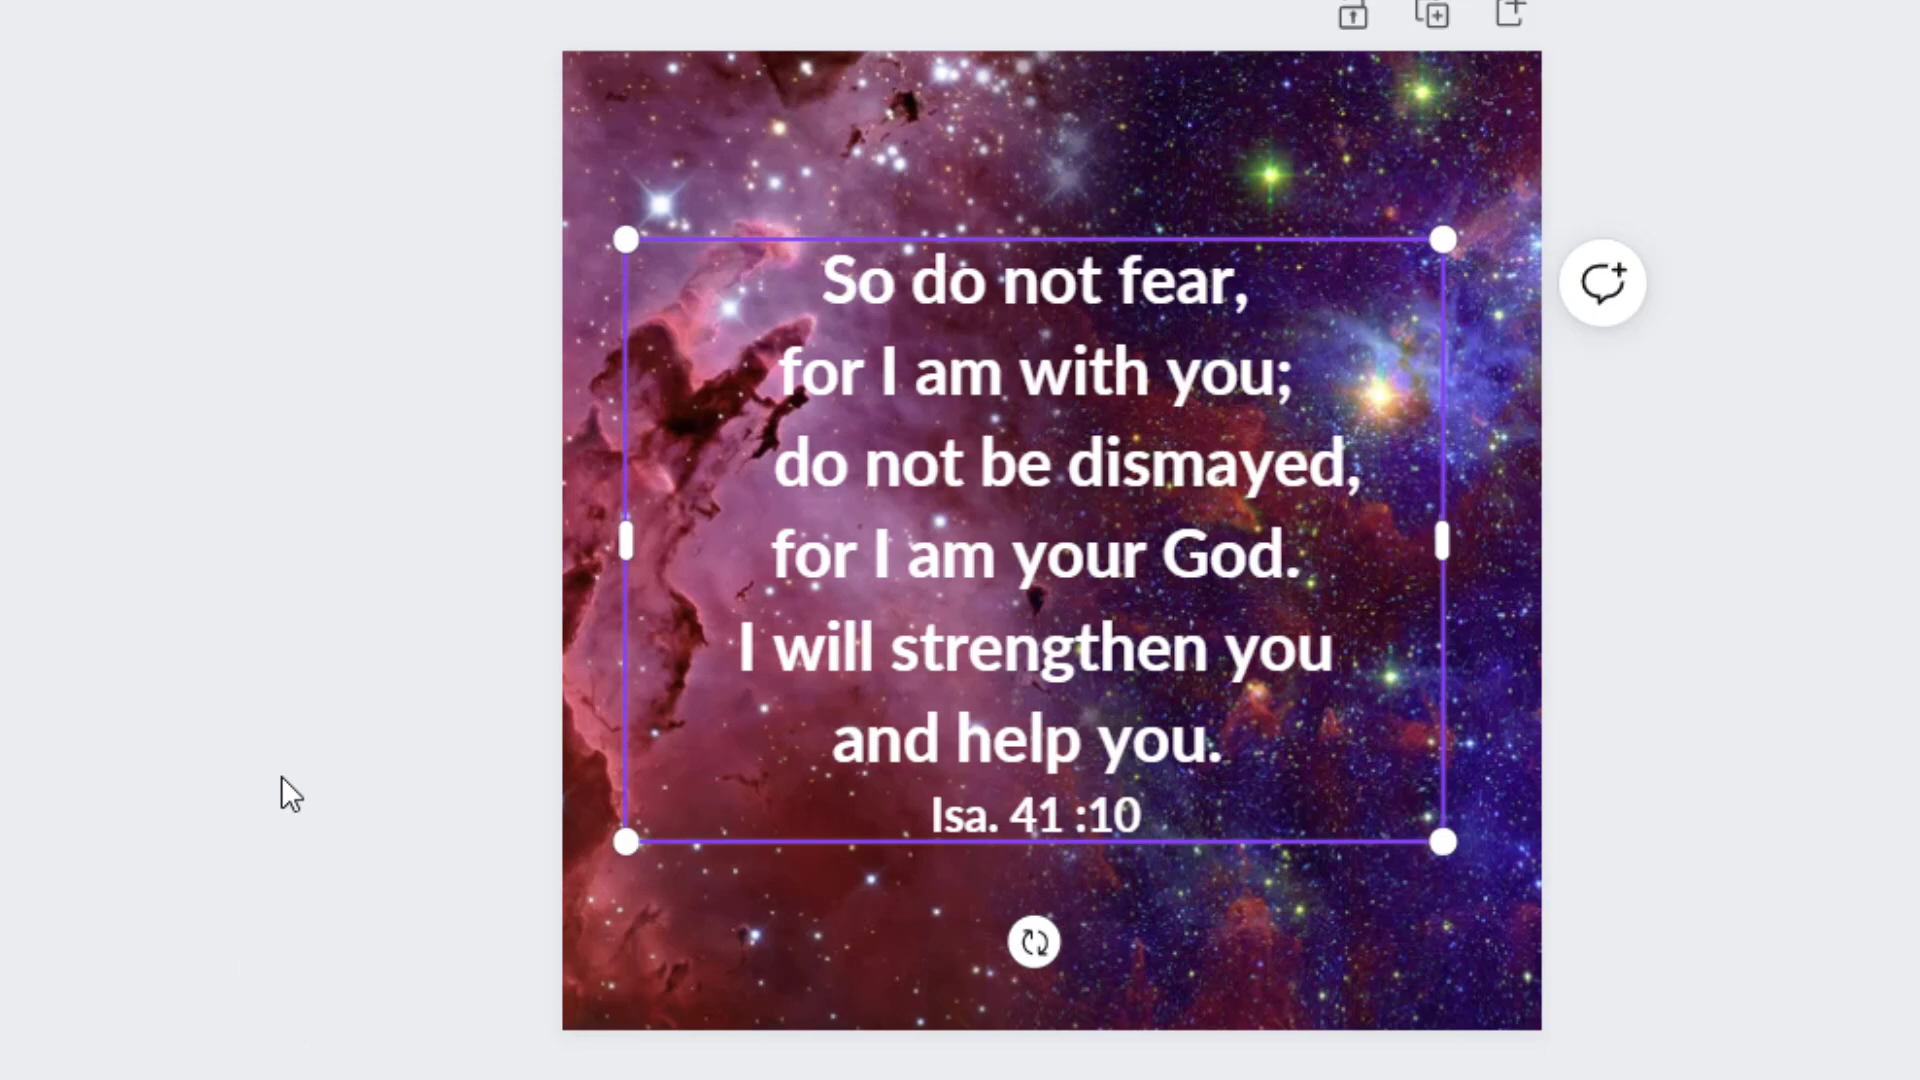 So do not fear,
for I am with you;
do not be dismayed,
for I am your God.
I will strengthen you
and help you.
Isa. 41 :10